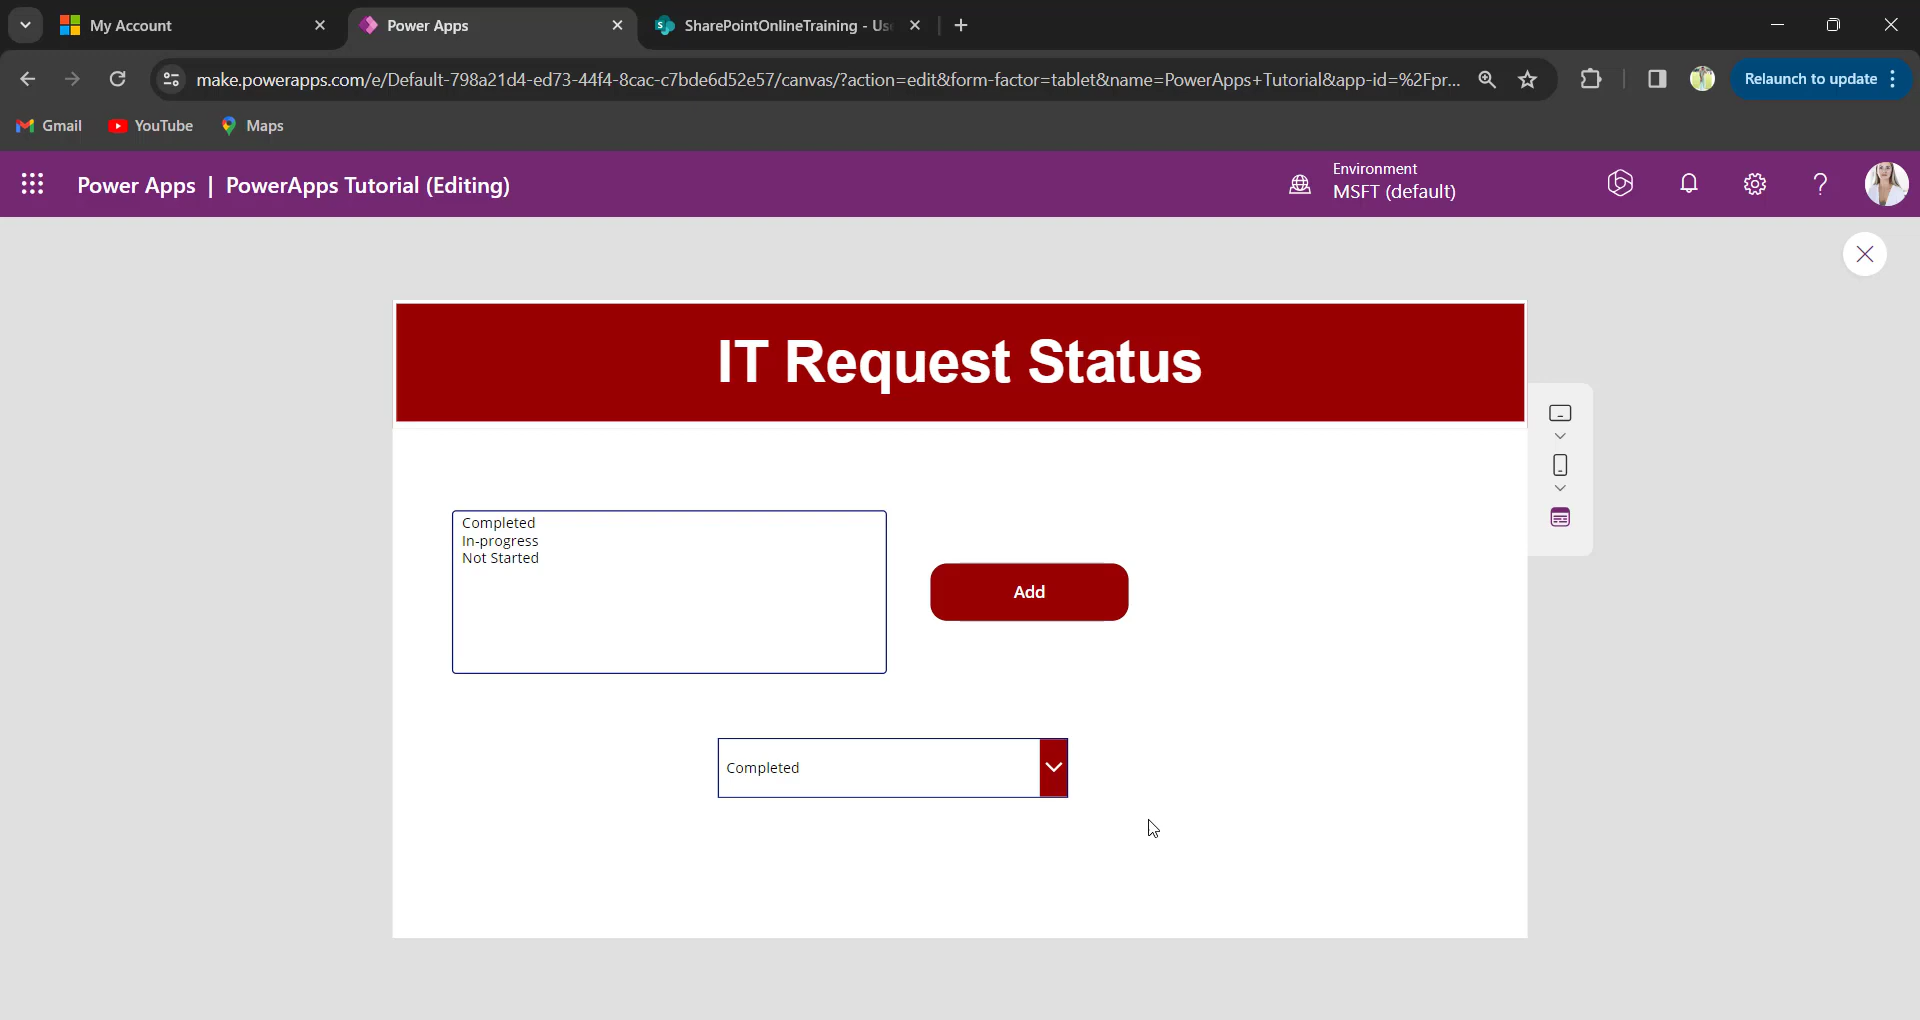 My Account
Power Apps
SharePointOnlineTraining - Us
make.powerapps.com/e/Default-798a21d4-ed73-44f4-8cac-c7bde6d52e57/canvas/?action=edit&form-factor=tablet&name=PowerApps+Tutorial&app-id=%2Fpr...
Relaunch to update
Gmail
YouTube
Maps
Power Apps | PowerApps Tutorial (Editing)
Environment
MSFT (default)
IT Request Status
Completed
In-progress
Not Started
Add
Completed